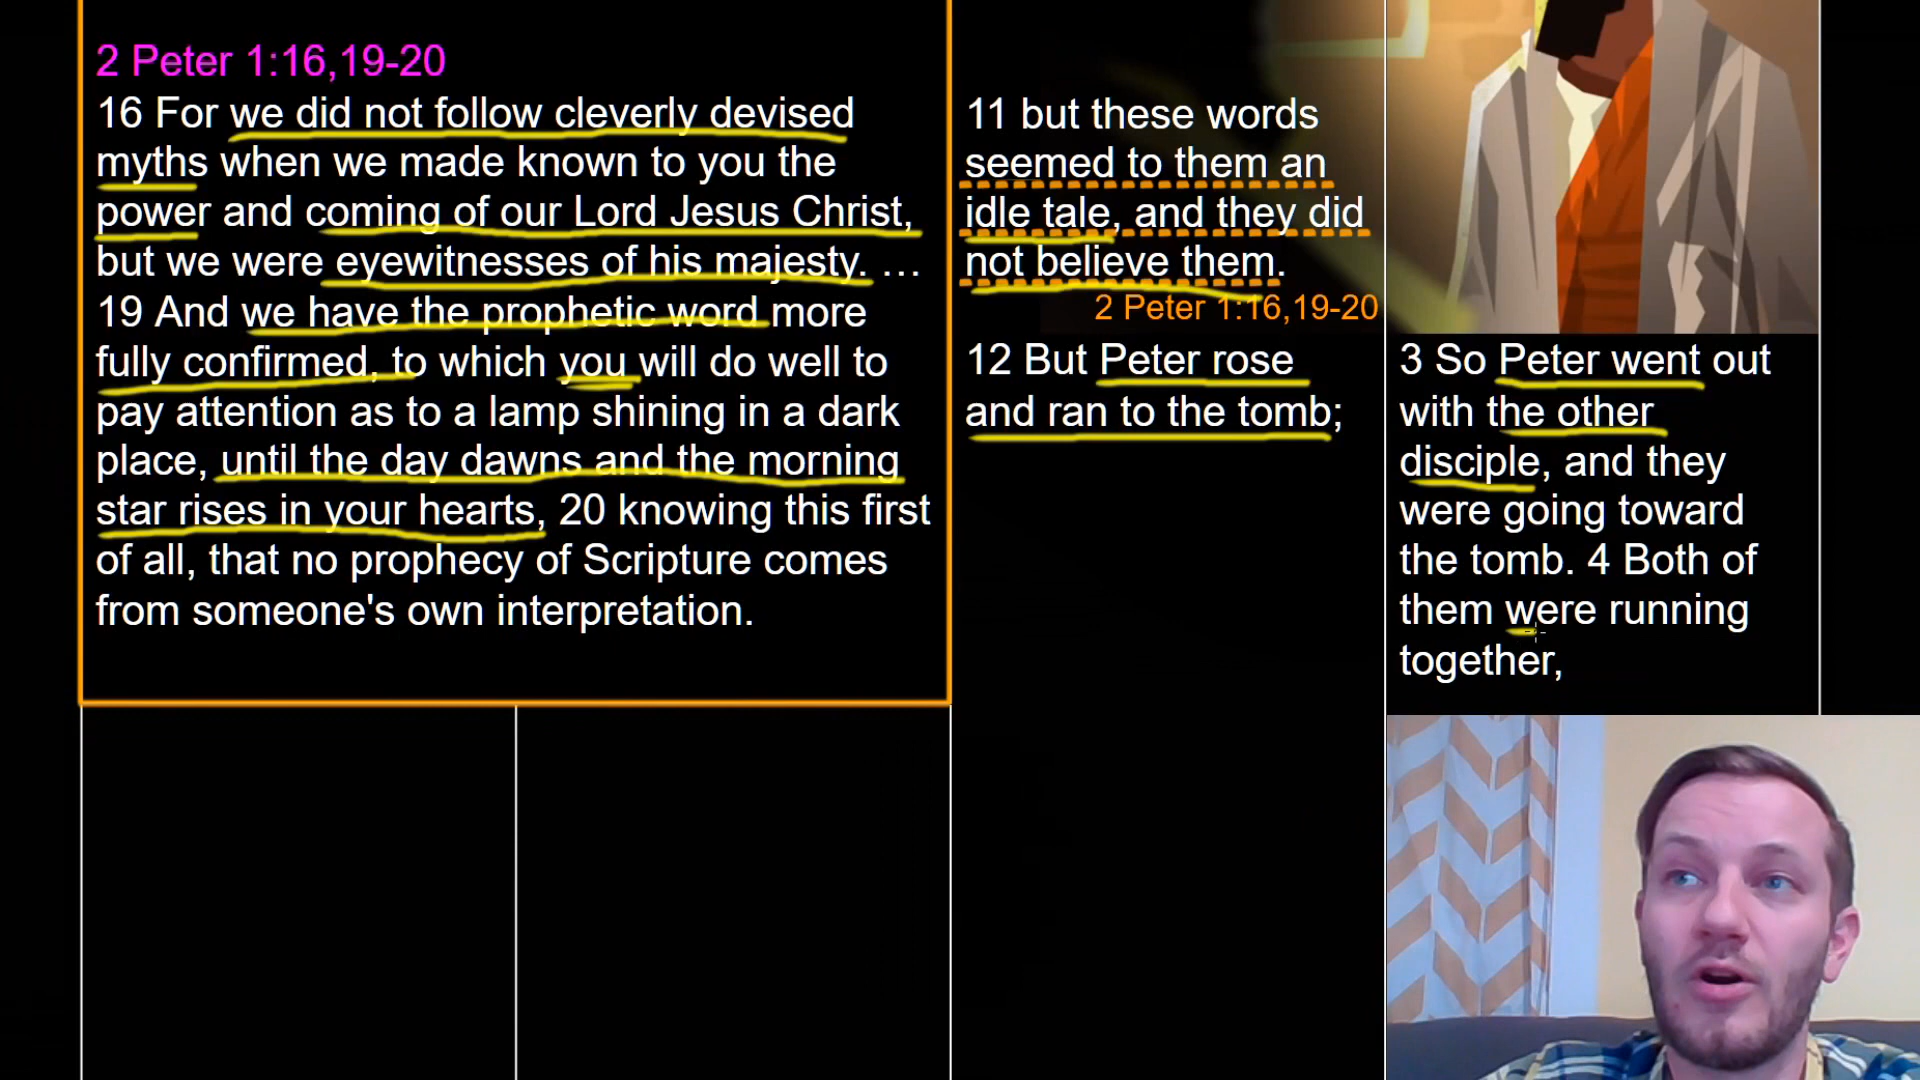 2 Peter 1:16,19-20
16 For we did not follow cleverly devised
myths when we made known to you the
power and coming of our Lord Jesus Christ,
but we were eyewitnesses of his majesty. …
19 And we have the prophetic word more
fully confirmed, to which you will do well to
pay attention as to a lamp shining in a dark
place, until the day dawns and the morning
star rises in your hearts, 20 knowing this first
of all, that no prophecy of Scripture comes
from someone's own interpretation.
11 but these words
seemed to them an
idle tale, and they did
not believe them.
2 Peter 1:16,19-20
12 But Peter rose
and ran to the tomb;
3 So Peter went out
with the other
disciple, and they
were going toward
the tomb. 4 Both of
them were running
together,